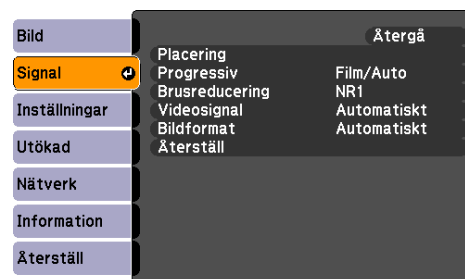 Bild
Signal
Inställningar
Utökad
Nätverk
Information
Återställ
Återgå
Placering
Progressiv Film/Auto
Brusreducering NR1
Videosignal Automatiskt
Bildformat Automatiskt
Återställ